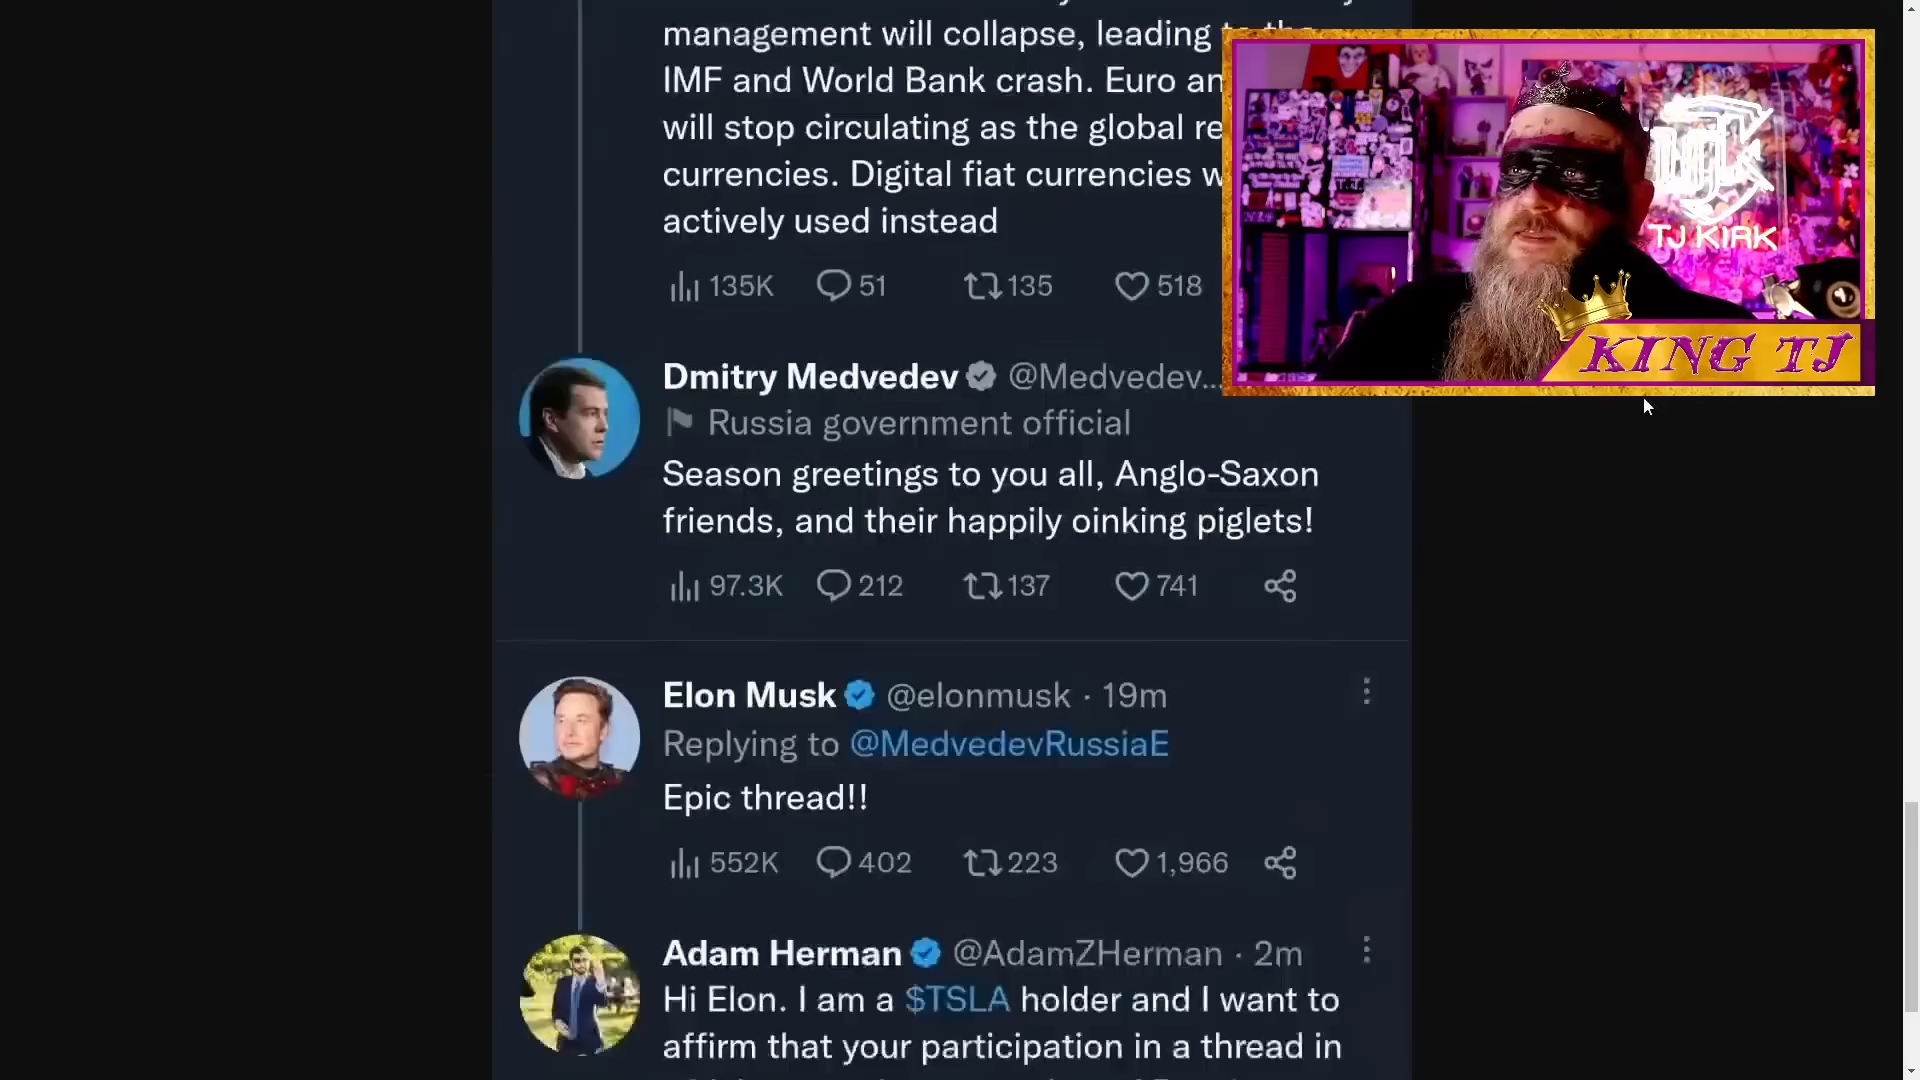 management will collapse, leading to the
IMF and World Bank crash. Euro an
will stop circulating as the global re
currencies. Digital fiat currencies w
actively used instead
135K 51 135 518
Dmitry Medvedev @Medvedev...
Russia government official
Season greetings to you all, Anglo-Saxon
friends, and their happily oinking piglets!
97.3K 212 137 741
Elon Musk @elonmusk · 19m
Replying to @MedvedevRussiaE
Epic thread!!
552K 402 223 1,966
Adam Herman @AdamZHerman · 2m
Hi Elon. I am a $TSLA holder and I want to
affirm that your participation in a thread in
TJ KIRK
KING TJ